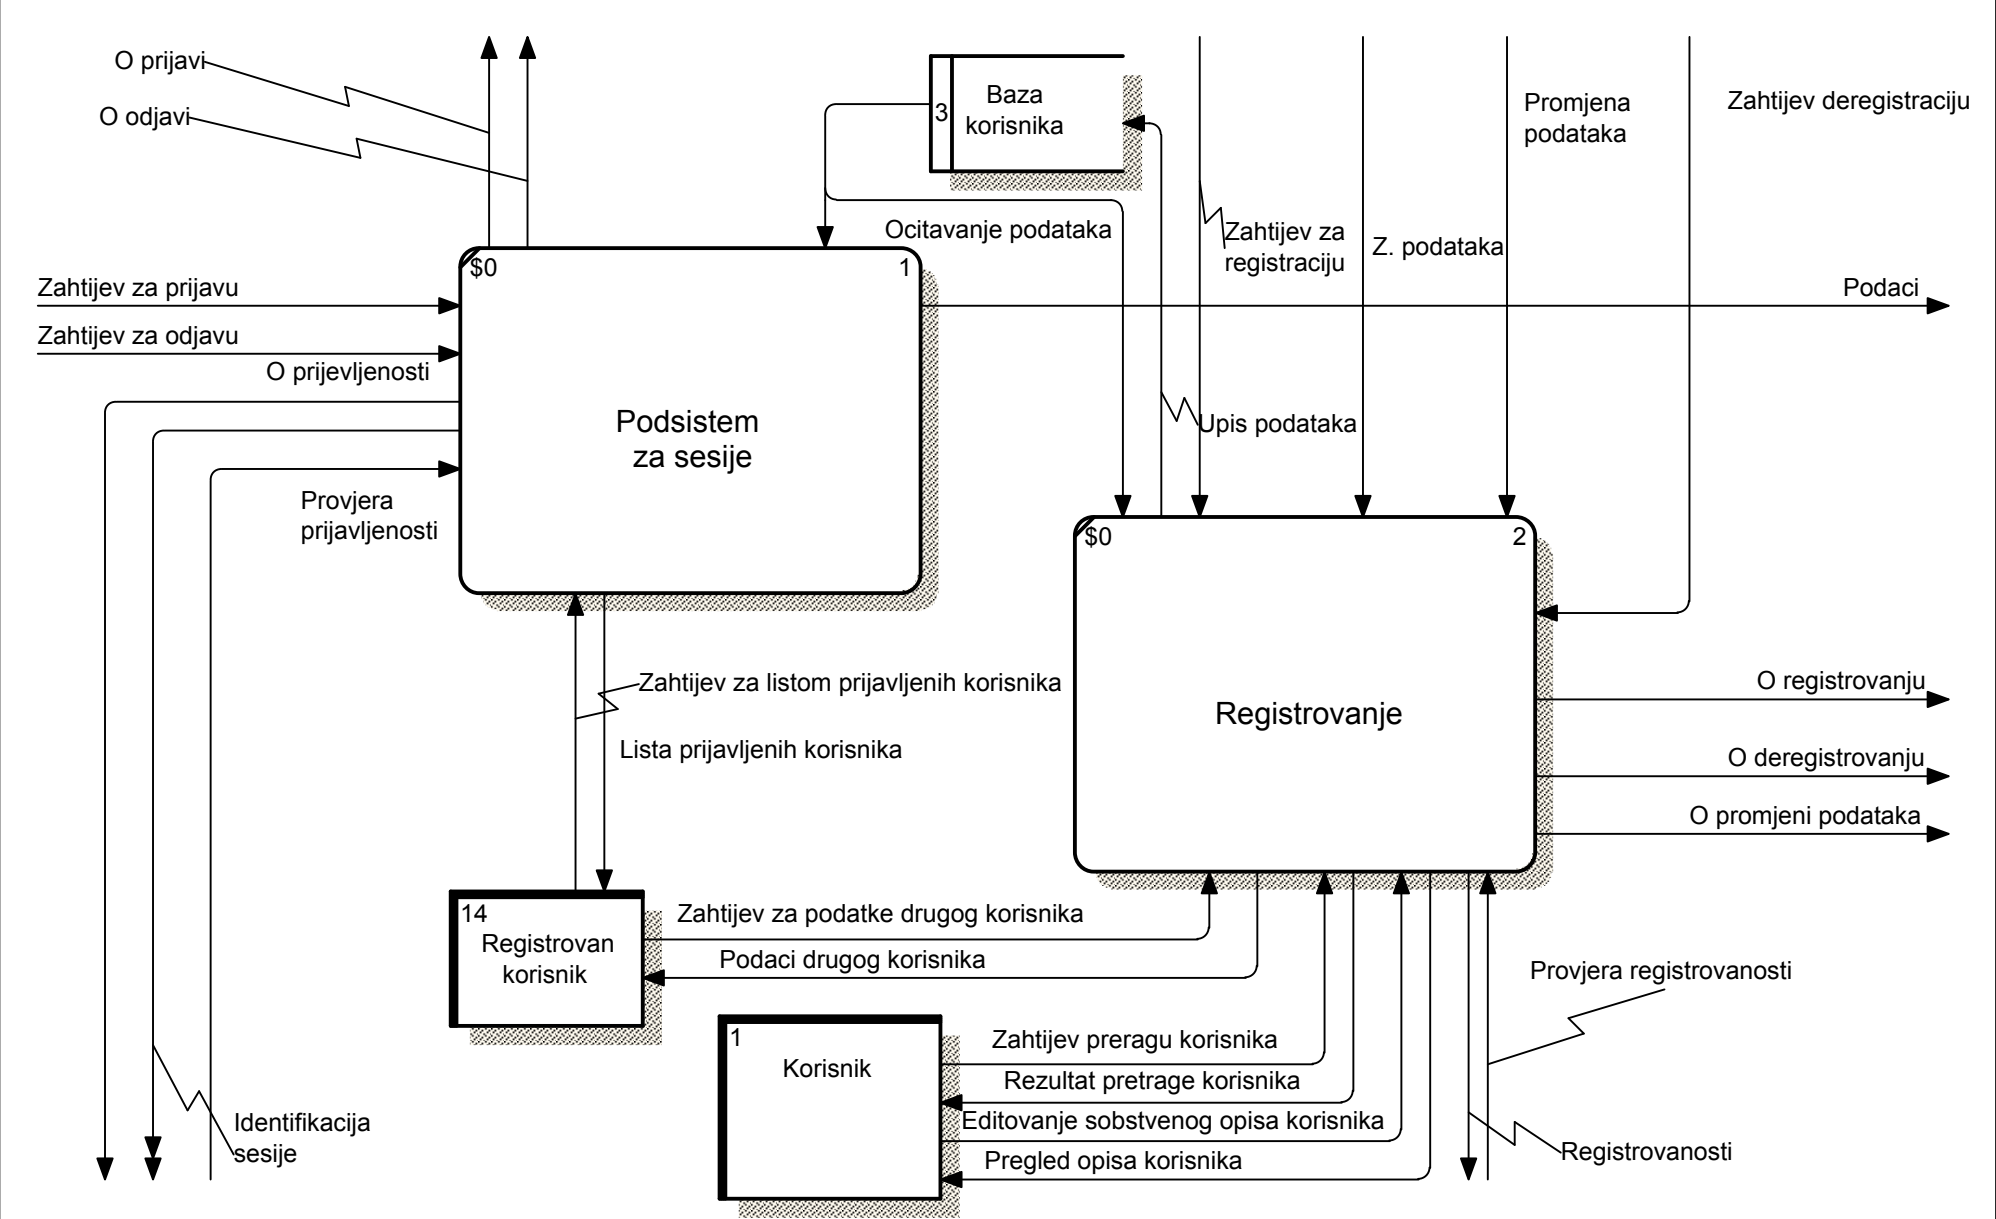 O prijavi
O odjavi
3
Baza
korisnika
Promjena
podataka
Zahtijev deregistraciju
Ocitavanje podataka
Zahtijev za
registraciju
Z. podataka
$0
1
Zahtijev za prijavu
Podaci
Zahtijev za odjavu
O prijevljenosti
Podsistem
za sesije
Upis podataka
Provjera
prijavljenosti
$0
2
Zahtijev za listom prijavljenih korisnika
O registrovanju
Registrovanje
Lista prijavljenih korisnika
O deregistrovanju
O promjeni podataka
14
Registrovan
korisnik
Zahtijev za podatke drugog korisnika
Podaci drugog korisnika
Provjera registrovanosti
1
Korisnik
Zahtijev preragu korisnika
Rezultat pretrage korisnika
Editovanje sobstvenog opisa korisnika
Pregled opisa korisnika
Identifikacija
sesije
Registrovanosti